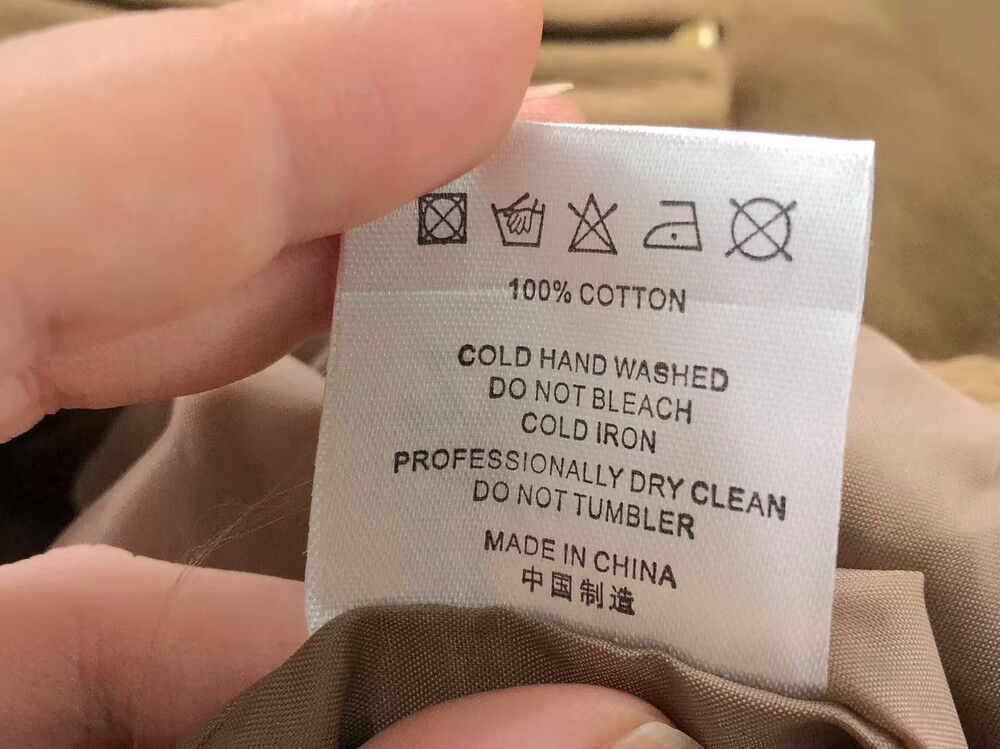 100% COTTON
COLD HAND WASHED
DO NOT BLEACH
COLD IRON
PROFESSIONALLY DRY CLEAN
DO NOT TUMBLER
MADE IN CHINA
中国制造